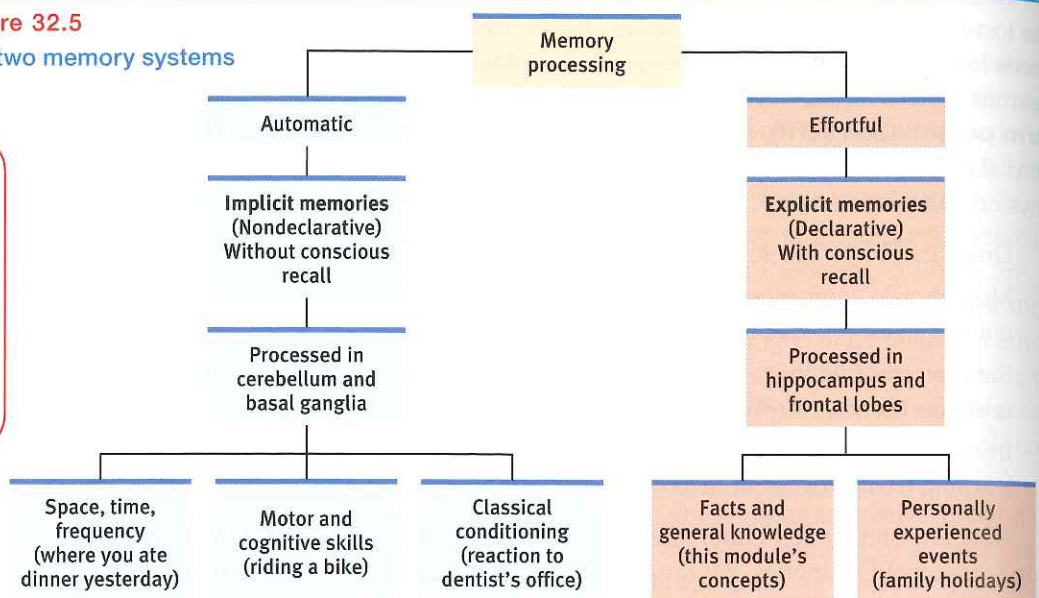 re 32.5
two memory systems
Memory
processing
Automatic
Effortful
Implicit memories
(Nondeclarative)
Without conscious
recall
Explicit memories
(Declarative)
With conscious
recall
Processed in
cerebellum and
basal ganglia
Processed in
hippocampus and
frontal lobes
Space, time,
frequency
(where you ate
dinner yesterday)
Motor and
cognitive skills
(riding a bike)
Classical
conditioning
(reaction to
dentist's office)
Facts and
general knowledge
(this module's
concepts)
Personally
experienced
events
(family holidays)